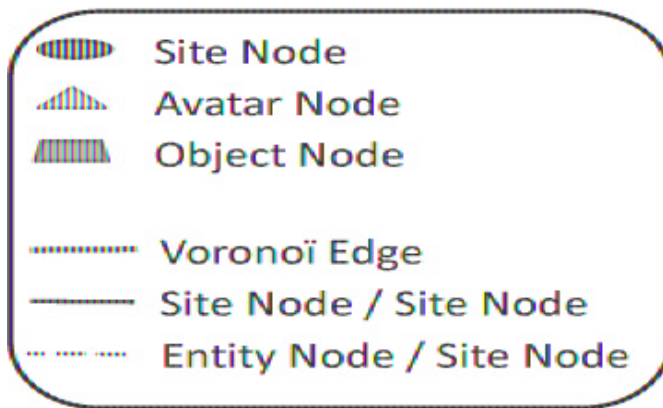 Site Node
Avatar Node
Object Node
Voronoï Edge
Site Node / Site Node
Entity Node / Site Node